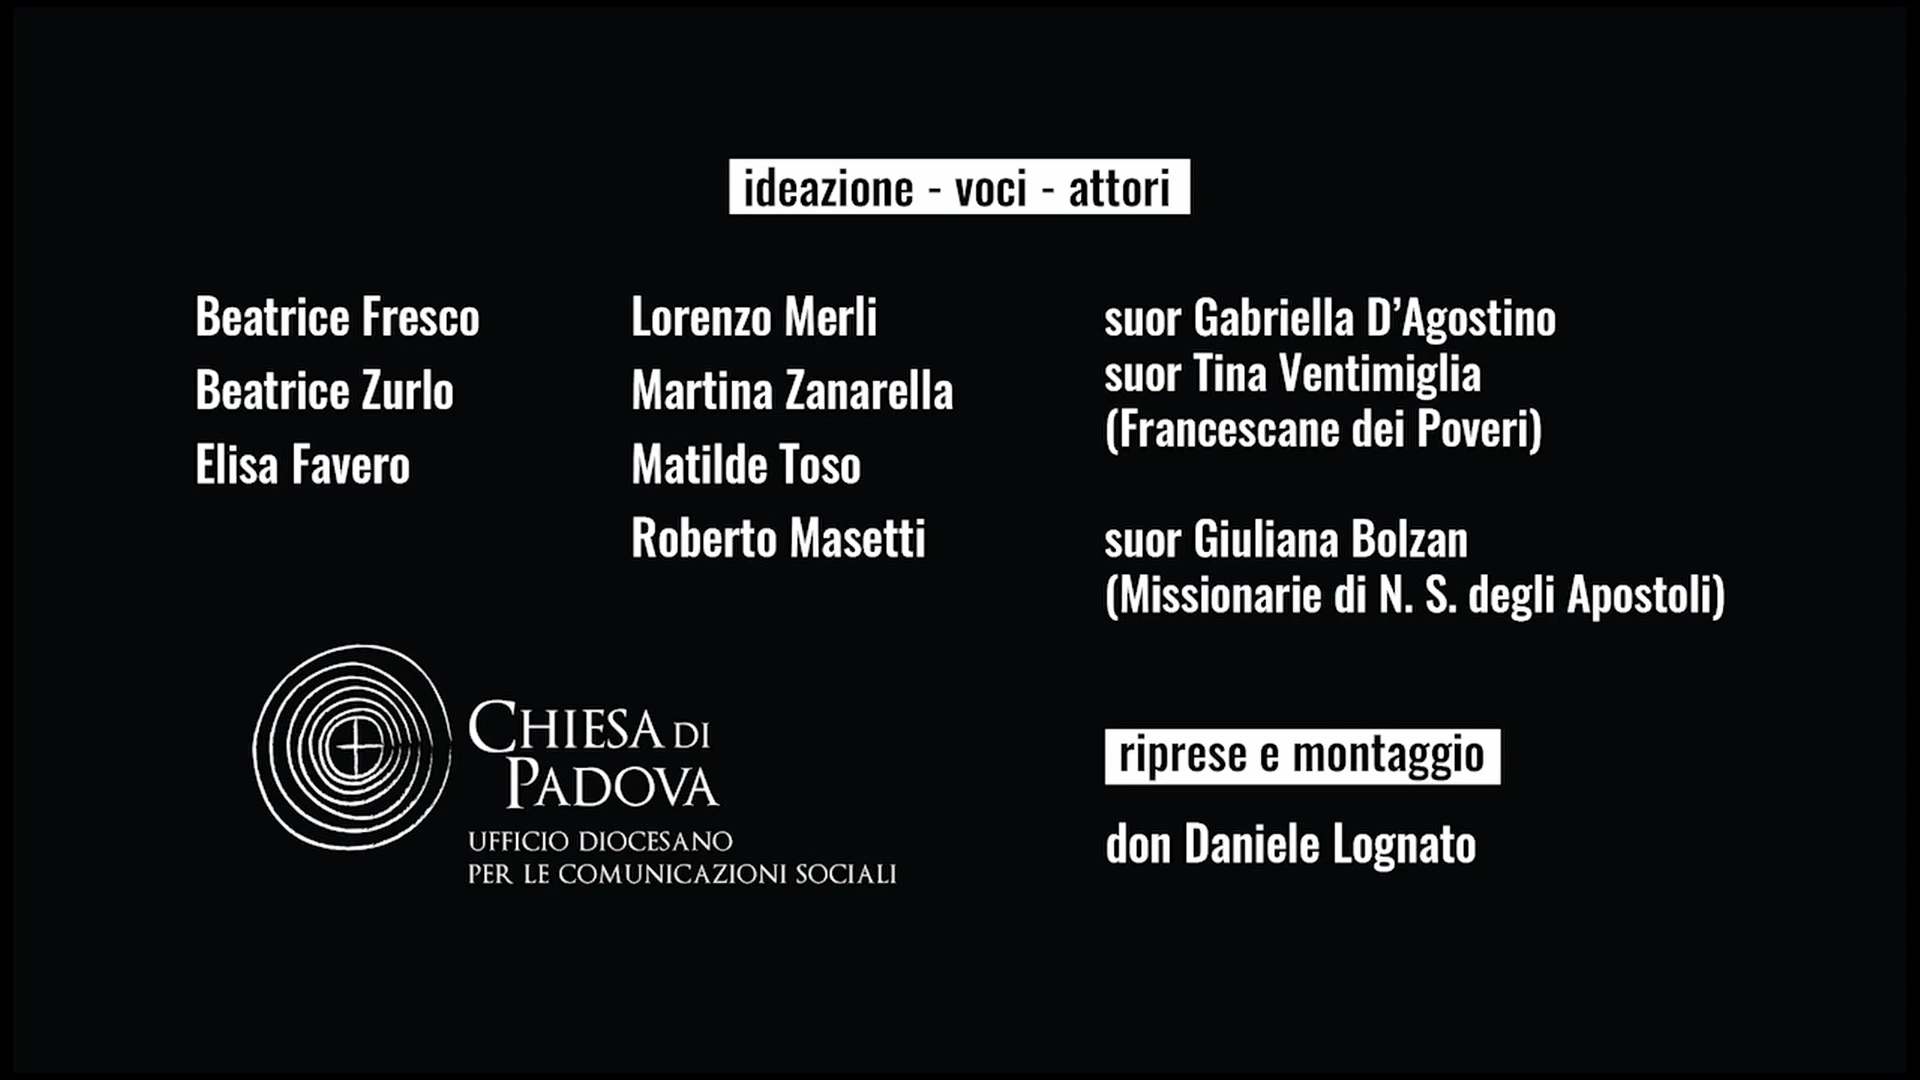 ideazione - voci - attori
Beatrice Fresco
Beatrice Zurlo
Elisa Favero
Lorenzo Merli
Martina Zanarella
Matilde Toso
Roberto Masetti
suor Gabriella D’Agostino
suor Tina Ventimiglia
(Francescane dei Poveri)
suor Giuliana Bolzan
(Missionarie di N. S. degli Apostoli)
CHIESA DI
PADOVA
UFFICIO DIOCESANO
PER LE COMUNICAZIONI SOCIALI
riprese e montaggio
don Daniele Lognato